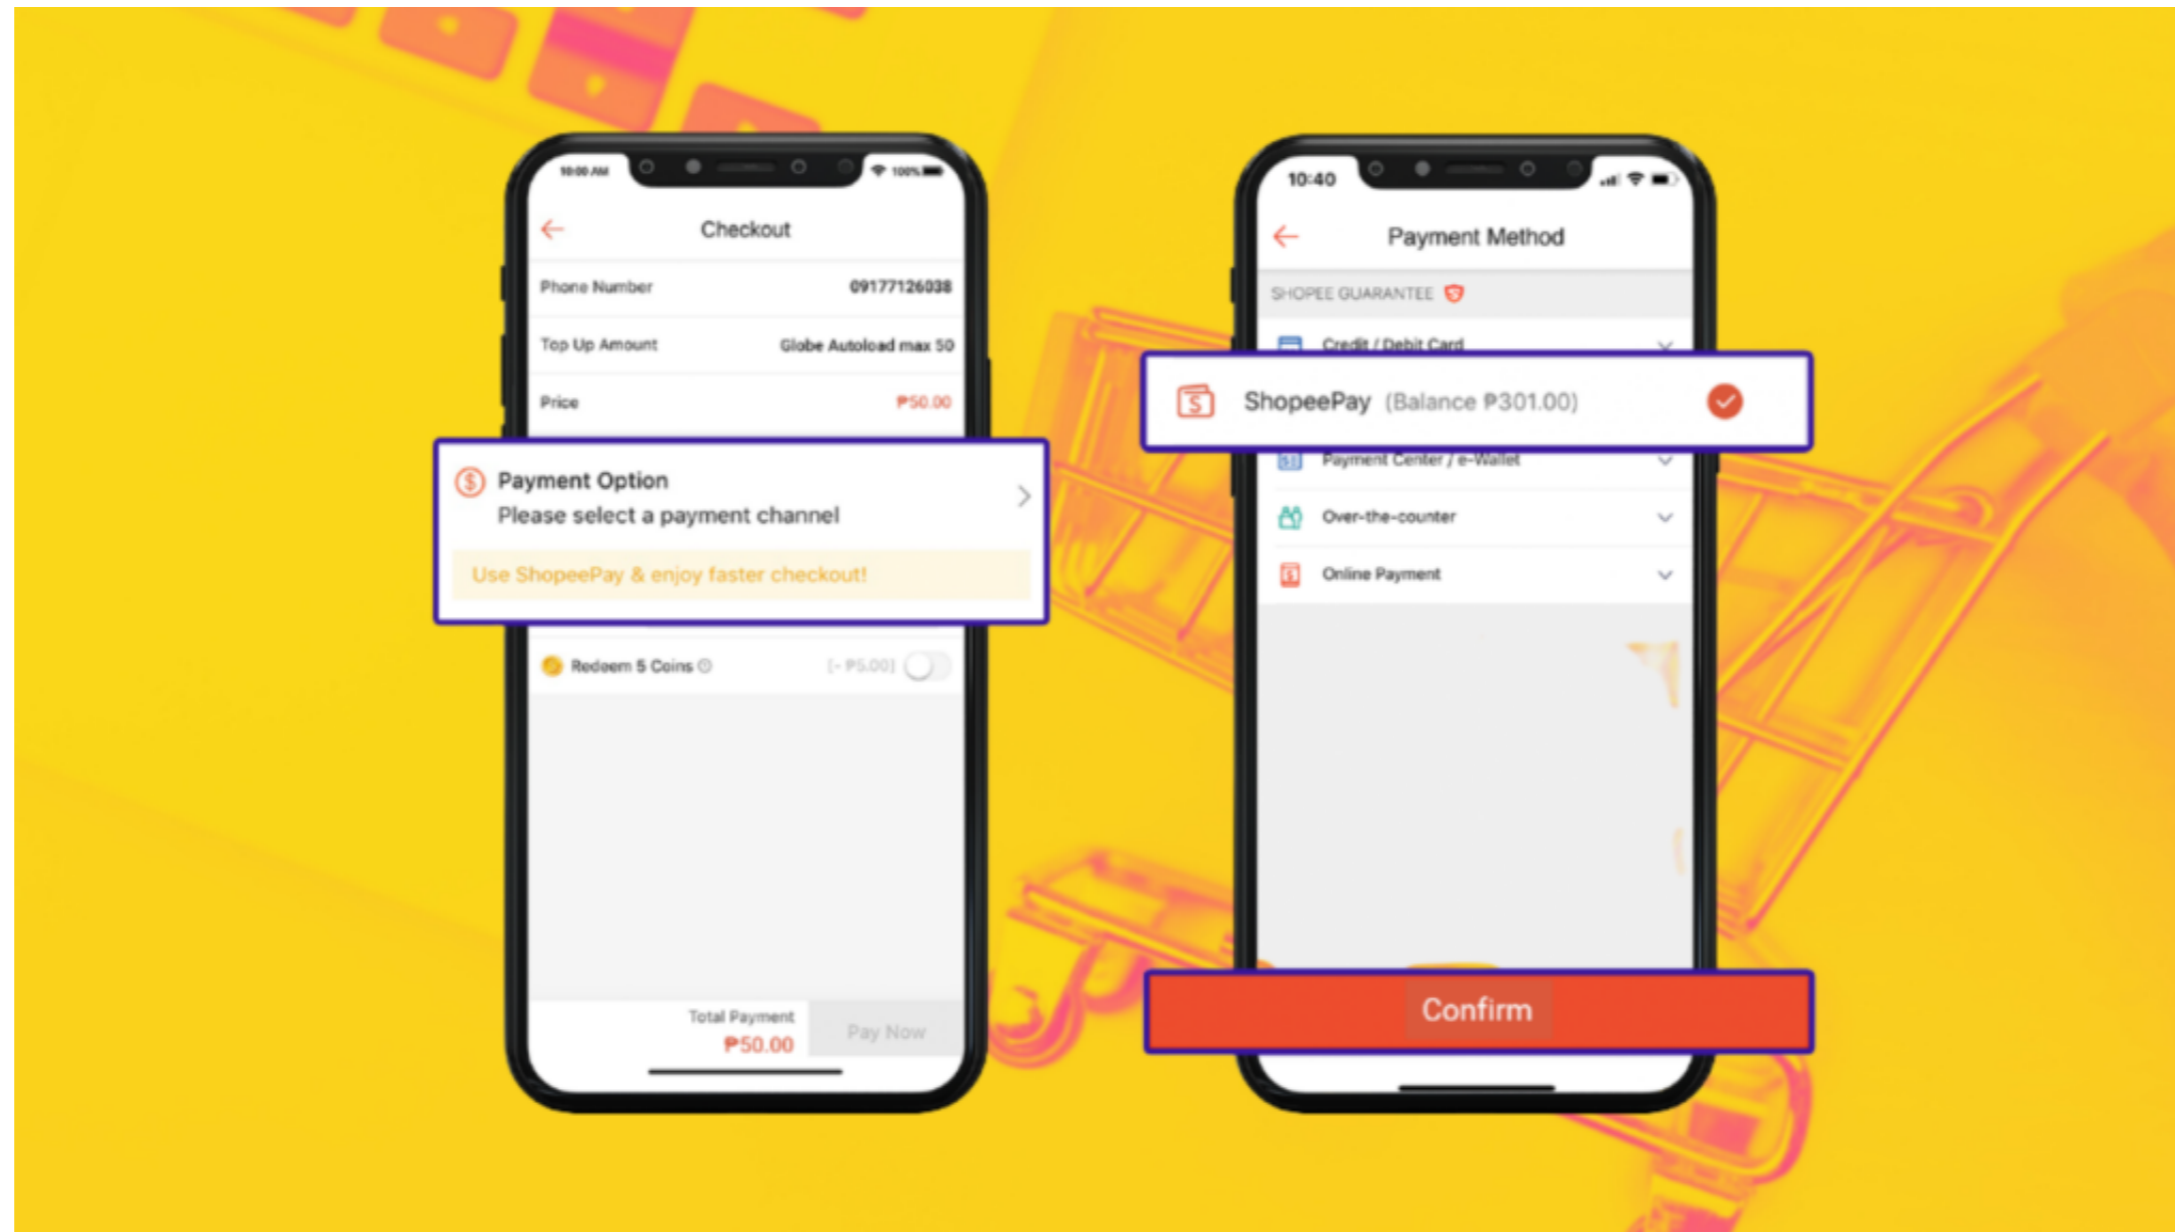 10:00 AM
100%
Checkout
Phone Number 09177126038
Top Up Amount Globe Autoload max 50
Price ₱50.00
Payment Option
Please select a payment channel
Use ShopeePay & enjoy faster checkout!
Redeem 5 Coins [- ₱5.00]
Total Payment
₱50.00
Pay Now
10:40
Payment Method
SHOPEE GUARANTEE
Credit / Debit Card
ShopeePay (Balance ₱301.00)
Payment Center / e-Wallet
Over-the-counter
Online Payment
Confirm